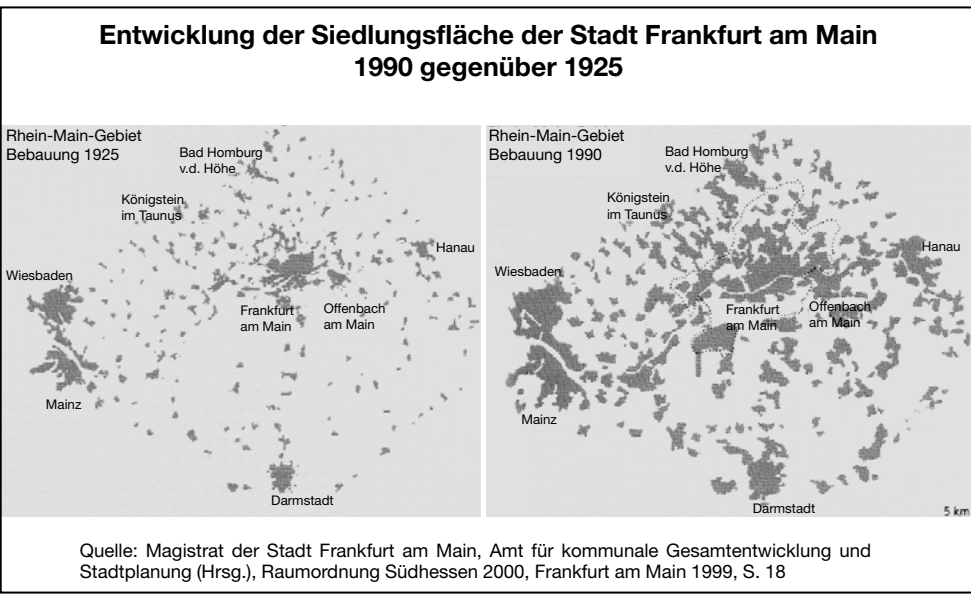 Entwicklung der Siedlungsfläche der Stadt Frankfurt am Main
1990 gegenüber 1925
Rhein-Main-Gebiet
Bebauung 1925
Bad Homburg
v.d. Höhe
Königstein
im Taunus
Hanau
Wiesbaden
Frankfurt
am Main
Offenbach
am Main
Mainz
Darmstadt
Rhein-Main-Gebiet
Bebauung 1990
Bad Homburg
v.d. Höhe
Königstein
im Taunus
Hanau
Wiesbaden
Frankfurt
am Main
Offenbach
am Main
Mainz
Darmstadt
5 km
Quelle: Magistrat der Stadt Frankfurt am Main, Amt für kommunale Gesamtentwicklung und
Stadtplanung (Hrsg.), Raumordnung Südhessen 2000, Frankfurt am Main 1999, S. 18